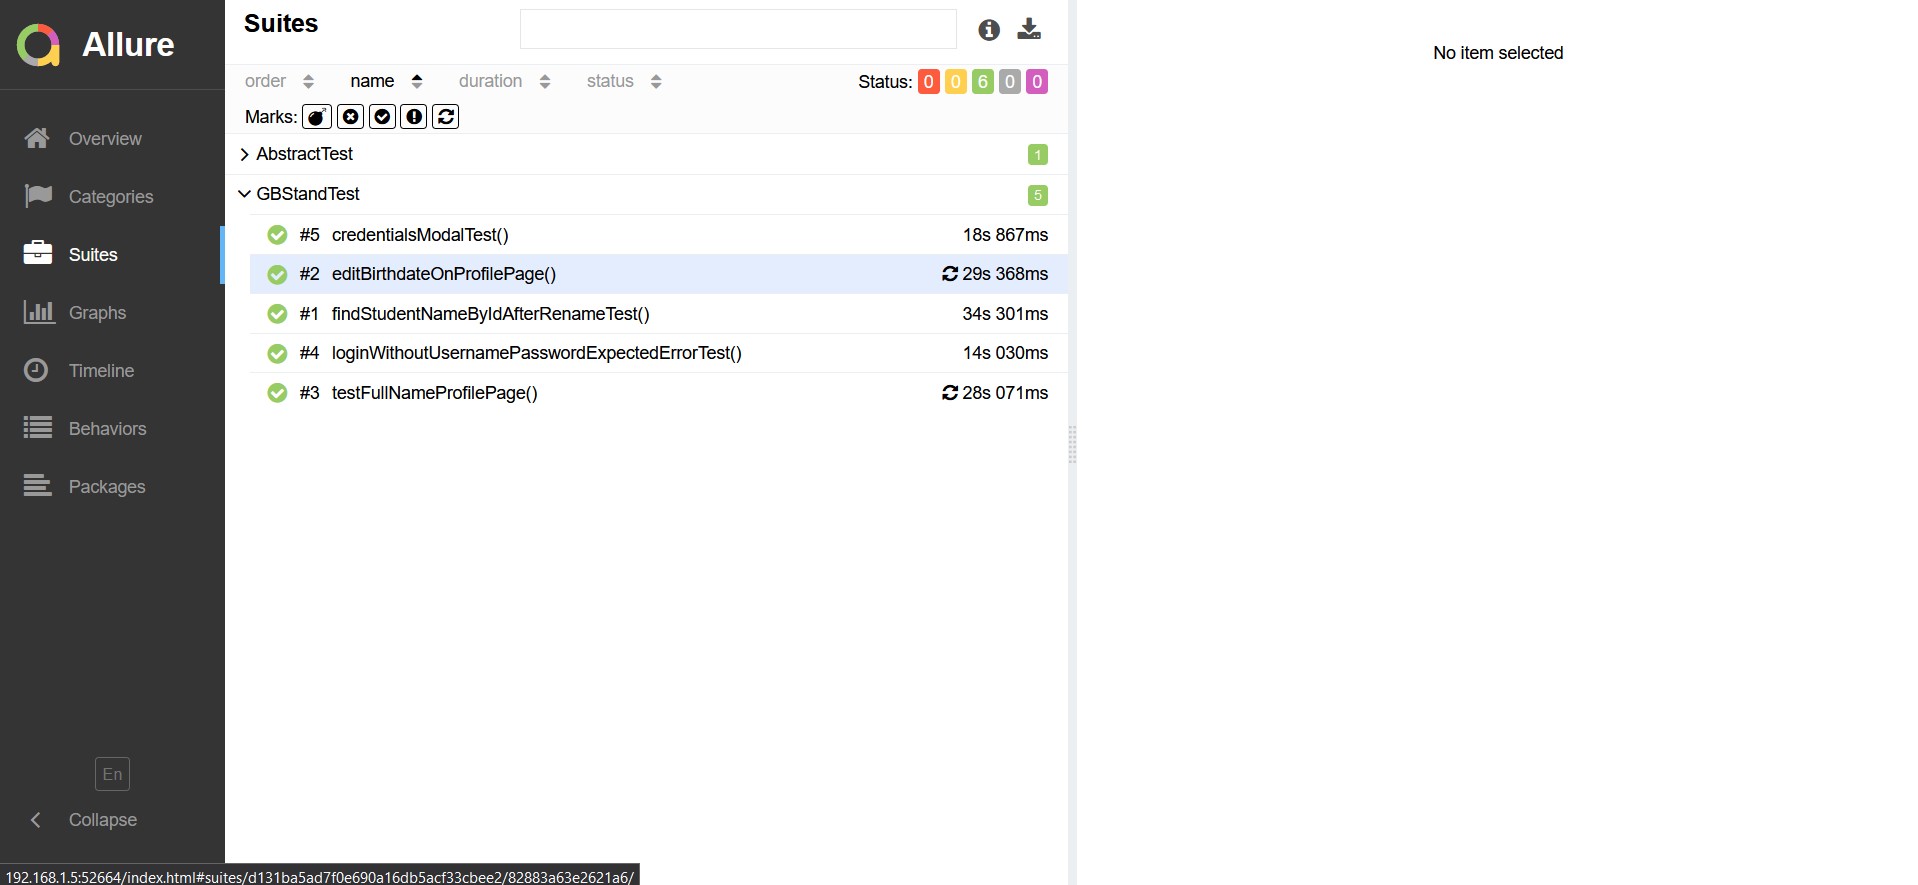 Allure
Overview
Categories
Suites
Graphs
Timeline
Behaviors
Packages
En
Collapse
Suites
order name duration status Status: 0 0 6 0 0
Marks:
AbstractTest 1
GBStandTest 5
#5 credentialsModalTest() 18s 867ms
#2 editBirthdateOnProfilePage() 29s 368ms
#1 findStudentNameByIdAfterRenameTest() 34s 301ms
#4 loginWithoutUsernamePasswordExpectedErrorTest() 14s 030ms
#3 testFullNameProfilePage() 28s 071ms
No item selected
192.168.1.5:52664/index.html#suites/d131ba5ad7f0e690a16db5acf33cbee2/82883a63e2621a6/